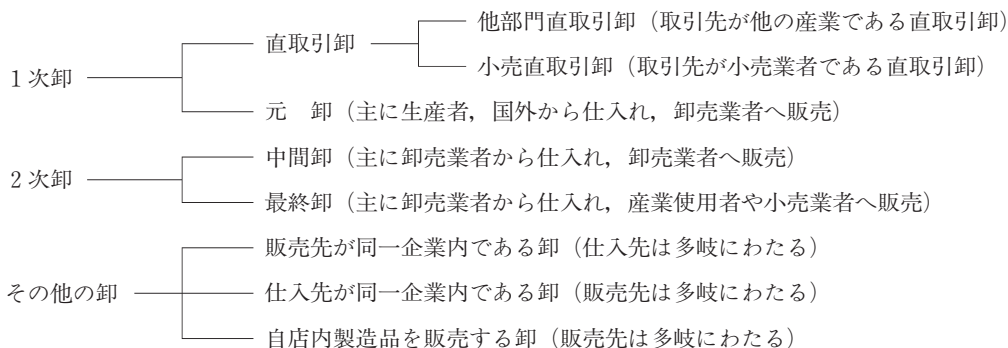 1次卸
直取引卸
他部門直取引卸（取引先が他の産業である直取引卸）
小売直取引卸（取引先が小売業者である直取引卸）
元　卸（主に生産者，国外から仕入れ，卸売業者へ販売）
2次卸
中間卸（主に卸売業者から仕入れ，卸売業者へ販売）
最終卸（主に卸売業者から仕入れ，産業使用者や小売業者へ販売）
その他の卸
販売先が同一企業内である卸（仕入先は多岐にわたる）
仕入先が同一企業内である卸（販売先は多岐にわたる）
自店内製造品を販売する卸（販売先は多岐にわたる）